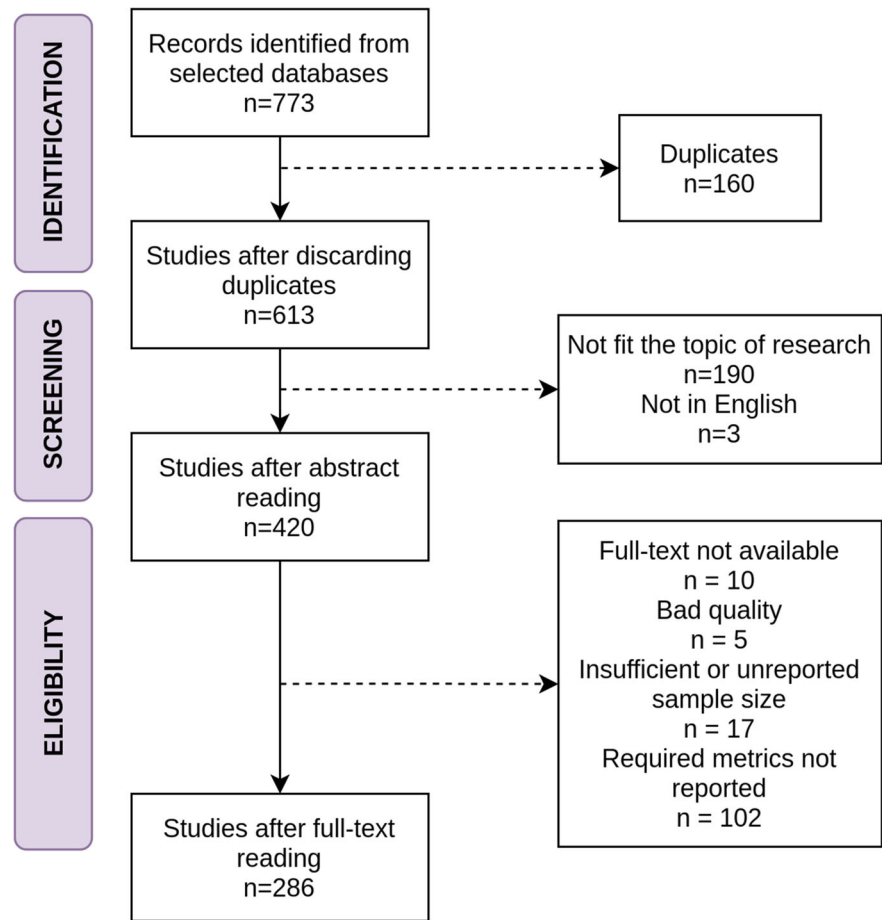 IDENTIFICATION
Records identified from
selected databases
n=773
Duplicates
n=160
Studies after discarding
duplicates
n=613
SCREENING
Not fit the topic of research
n=190
Not in English
n=3
Studies after abstract
reading
n=420
ELIGIBILITY
Full-text not available
n = 10
Bad quality
n = 5
Insufficient or unreported
sample size
n = 17
Required metrics not
reported
n = 102
Studies after full-text
reading
n=286